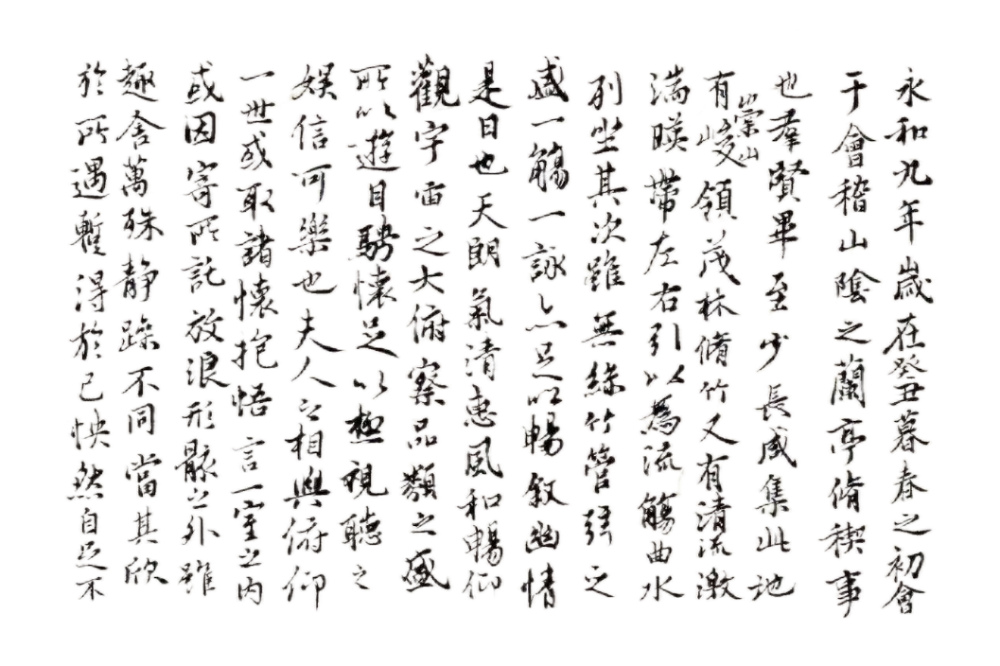 永和九年歲在癸丑暮春之初會
于會稽山陰之蘭亭脩稧事
也羣賢畢至少長咸集此地
有崇山峻領茂林脩竹又有清流激
湍暎帶左右引以為流觴曲水
列坐其次雖無絲竹管弦之
盛一觴一詠亦足以暢敘幽情
是日也天朗氣清惠風和暢仰
觀宇宙之大俯察品類之盛
所以遊目騁懷足以極視聽之
娛信可樂也夫人之相與俯仰
一世或取諸懷抱悟言一室之內
或因寄所託放浪形骸之外雖
趣舍萬殊靜躁不同當其欣
於所遇暫得於己怏然自足不